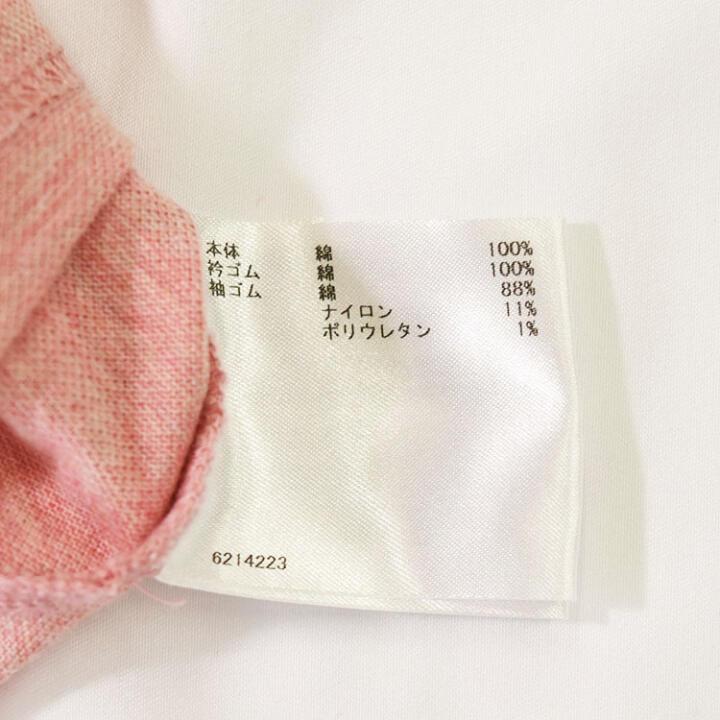 本体 綿 100%
衿ゴム 綿 100%
袖ゴム 綿 88%
ナイロン 11%
ポリウレタン 1%
6214223